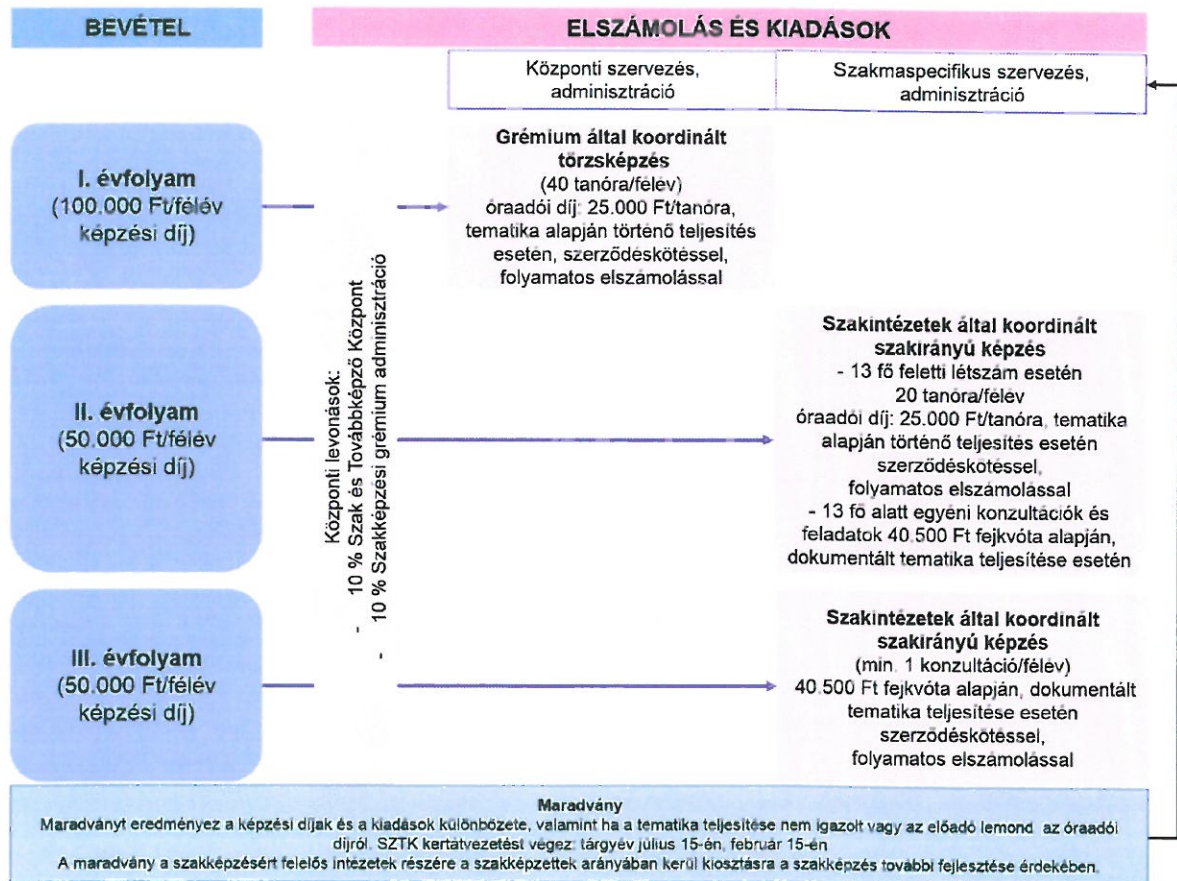 BEVÉTEL
ELSZÁMOLÁS ÉS KIADÁSOK
Központi szervezés,
adminisztráció
Szakmaspecifikus szervezés,
adminisztráció
I. évfolyam
(100.000 Ft/félév
képzési díj)
Grémium által koordinált
törzsképzés
(40 tanóra/félév)
óraadói díj: 25.000 Ft/tanóra,
tematika alapján történő teljesítés
esetén, szerződéskötéssel,
folyamatos elszámolással
Központi levonások:
- 10 % Szak és Továbbképző Központ
- 10 % Szakképzési grémium adminisztráció
II. évfolyam
(50.000 Ft/félév
képzési díj)
Szakintézetek által koordinált
szakirányú képzés
- 13 fő feletti létszám esetén
20 tanóra/félév
óraadói díj: 25.000 Ft/tanóra, tematika
alapján történő teljesítés esetén
szerződéskötéssel,
folyamatos elszámolással
- 13 fő alatt egyéni konzultációk és
feladatok 40.500 Ft fejkvóta alapján,
dokumentált tematika teljesítése esetén
III. évfolyam
(50.000 Ft/félév
képzési díj)
Szakintézetek által koordinált
szakirányú képzés
(min. 1 konzultáció/félév)
40.500 Ft fejkvóta alapján, dokumentált
tematika teljesítése esetén
szerződéskötéssel,
folyamatos elszámolással
Maradvány
Maradványt eredményez a képzési díjak és a kiadások különbözete, valamint ha a tematika teljesítése nem igazolt vagy az előadó lemond az óraadói
díjról. SZTK kertátvezetést végez: tárgyév július 15-én, február 15-én
A maradvány a szakképzésért felelős intézetek részére a szakképzettek arányában kerül kiosztásra a szakképzés további fejlesztése érdekében.